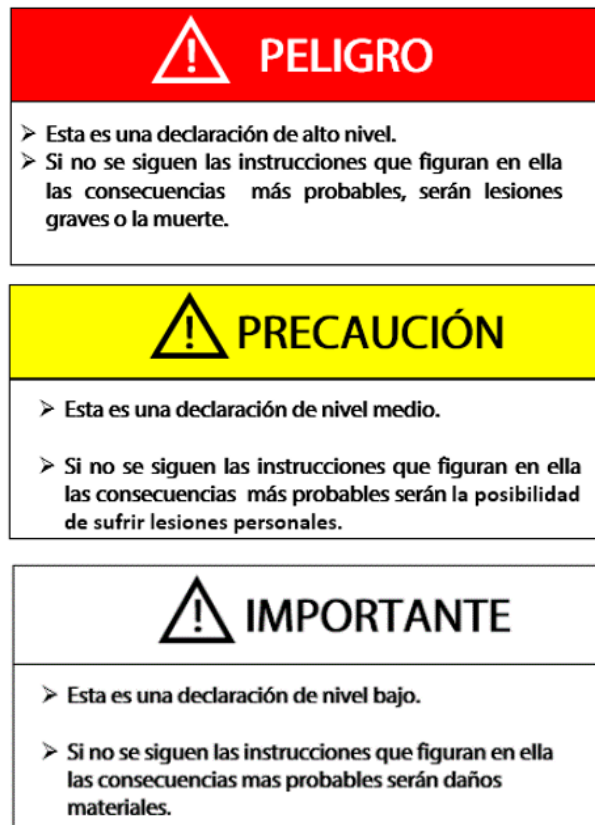 PELIGRO
➢ Esta es una declaración de alto nivel.
➢ Si no se siguen las instrucciones que figuran en ella
las consecuencias más probables, serán lesiones
graves o la muerte.
PRECAUCIÓN
➢ Esta es una declaración de nivel medio.
➢ Si no se siguen las instrucciones que figuran en ella
las consecuencias más probables serán la posibilidad
de sufrir lesiones personales.
IMPORTANTE
➢ Esta es una declaración de nivel bajo.
➢ Si no se siguen las instrucciones que figuran en ella
las consecuencias mas probables serán daños
materiales.